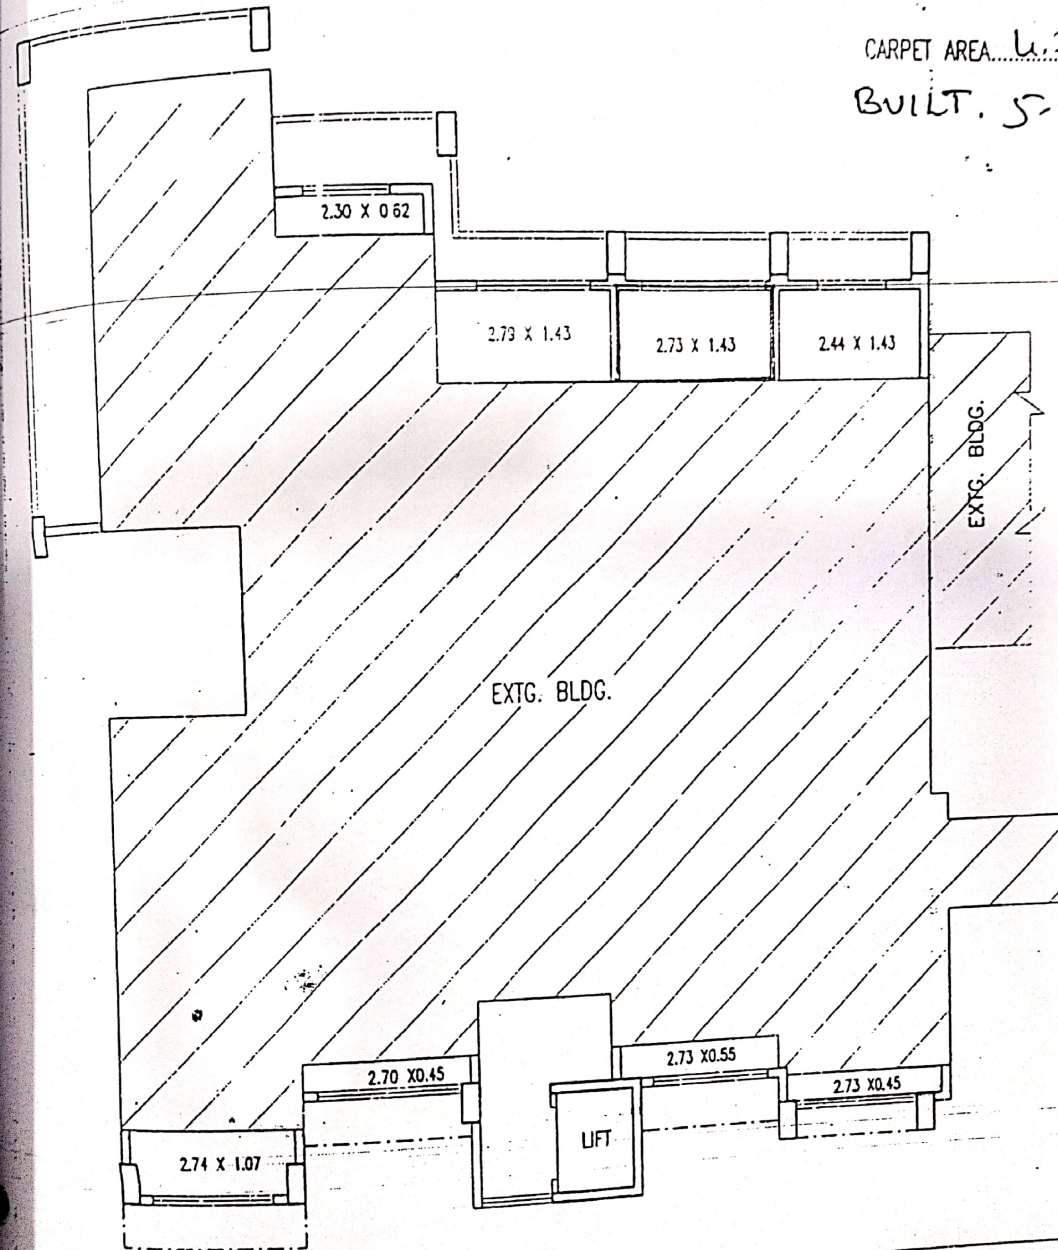 CARPET AREA
BUILT.
2.30 X 0.62
2.79 X 1.43
2.73 X 1.43
2.44 X 1.43
EXTG. BLDG.
EXTG. BLDG.
2.73 X0.55
2.70 X0.45
2.73 X0.45
LIFT
2.74 X 1.07